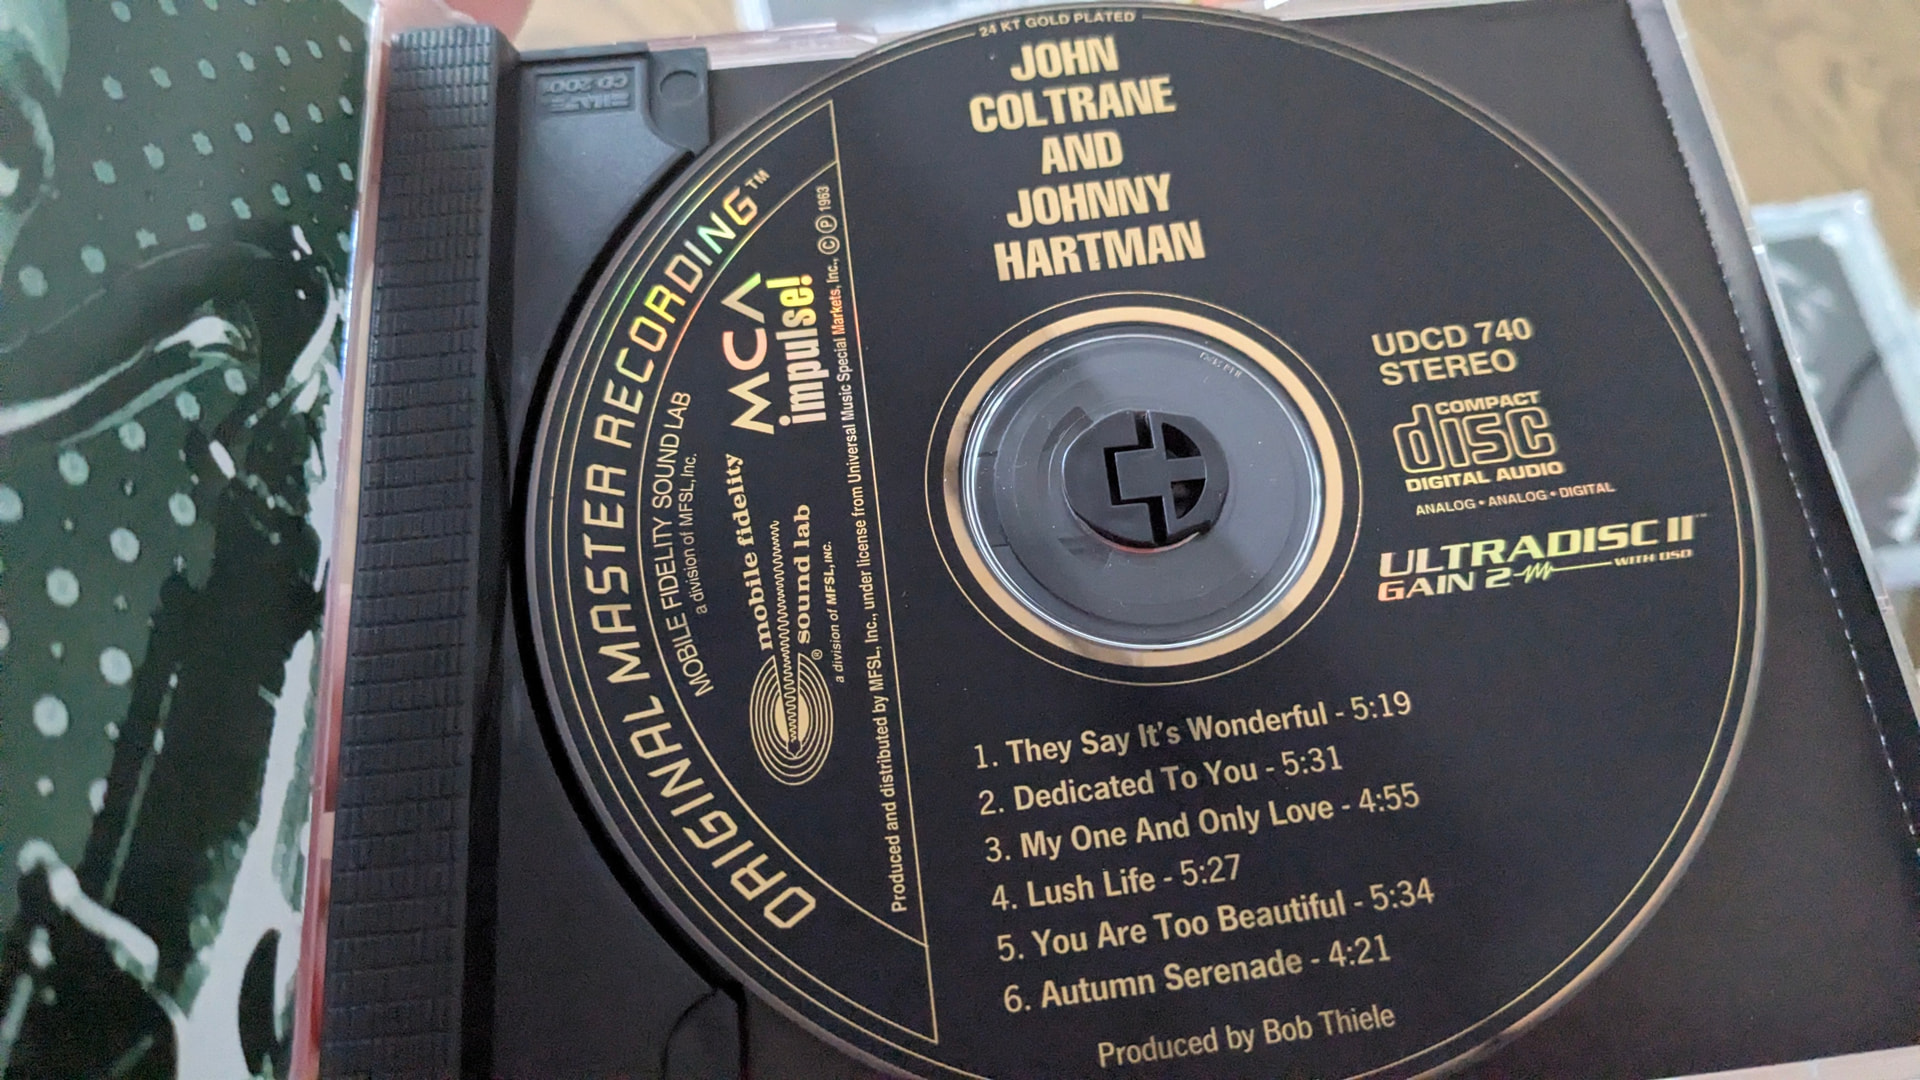 24 KT GOLD PLATED
JOHN
COLTRANE
AND
JOHNNY
HARTMAN
ORIGINAL MASTER RECORDING™
MOBILE FIDELITY SOUND LAB
a division of MFSL, Inc.
MCA
impulse!
mobile fidelity
sound lab
®
a division of MFSL, INC.
Produced and distributed by MFSL, Inc., under license from Universal Music Special Markets, Inc., Ⓒ Ⓟ 1963
UDCD 740
STEREO
COMPACT
disc
DIGITAL AUDIO
ANALOG • ANALOG • DIGITAL
ULTRADISC II™
GAIN 2 WITH DSD
1. They Say It's Wonderful - 5:19
2. Dedicated To You - 5:31
3. My One And Only Love - 4:55
4. Lush Life - 5:27
5. You Are Too Beautiful - 5:34
6. Autumn Serenade - 4:21
Produced by Bob Thiele